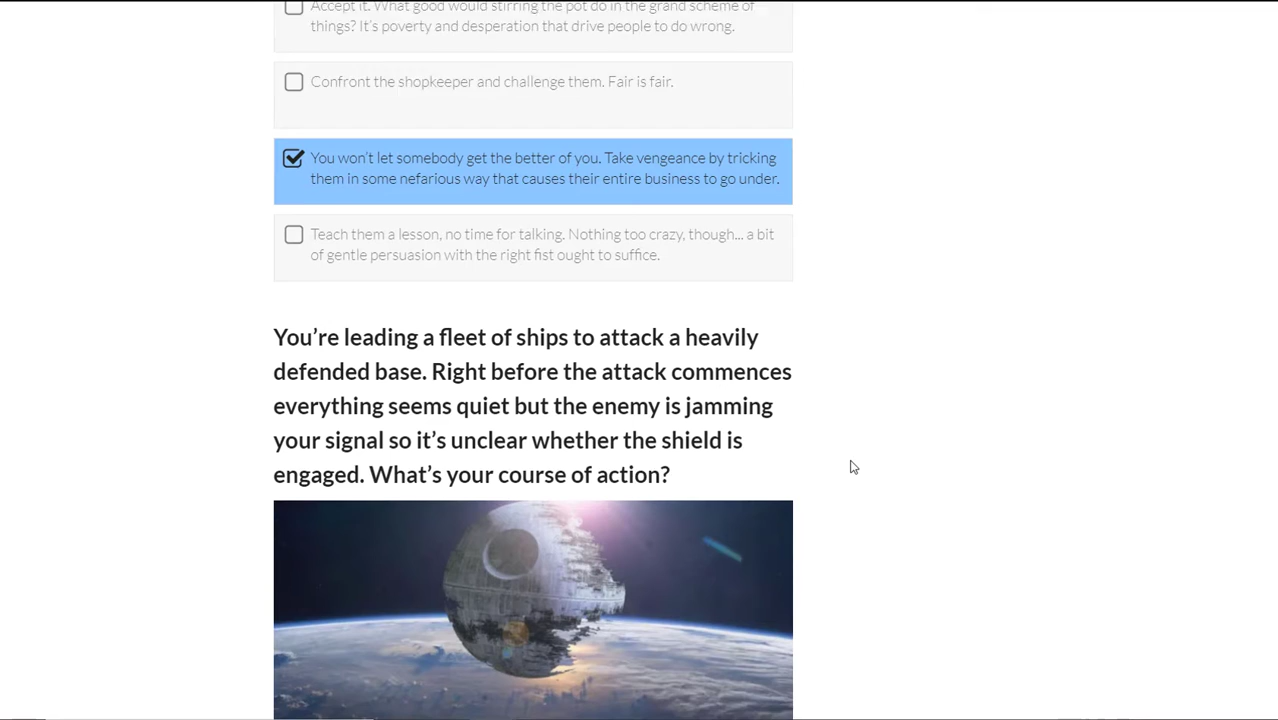 Accept it. What good would stirring the pot do in the grand scheme of
things? It’s poverty and desperation that drive people to do wrong.
Confront the shopkeeper and challenge them. Fair is fair.
You won’t let somebody get the better of you. Take vengeance by tricking
them in some nefarious way that causes their entire business to go under.
Teach them a lesson, no time for talking. Nothing too crazy, though... a bit
of gentle persuasion with the right fist ought to suffice.
You’re leading a fleet of ships to attack a heavily
defended base. Right before the attack commences
everything seems quiet but the enemy is jamming
your signal so it’s unclear whether the shield is
engaged. What’s your course of action?